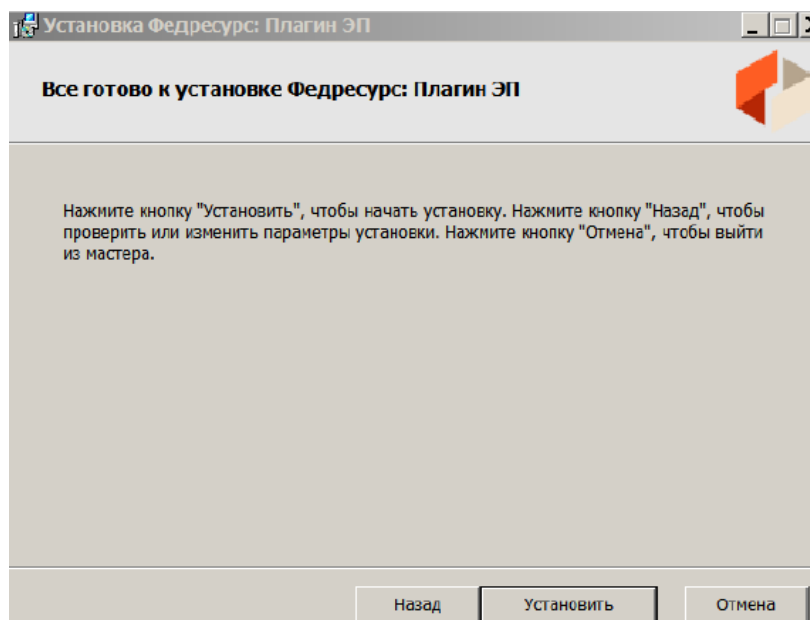 Установка Федресурс: Плагин ЭП
Все готово к установке Федресурс: Плагин ЭП
Нажмите кнопку "Установить", чтобы начать установку. Нажмите кнопку "Назад", чтобы
проверить или изменить параметры установки. Нажмите кнопку "Отмена", чтобы выйти
из мастера.
Назад
Установить
Отмена